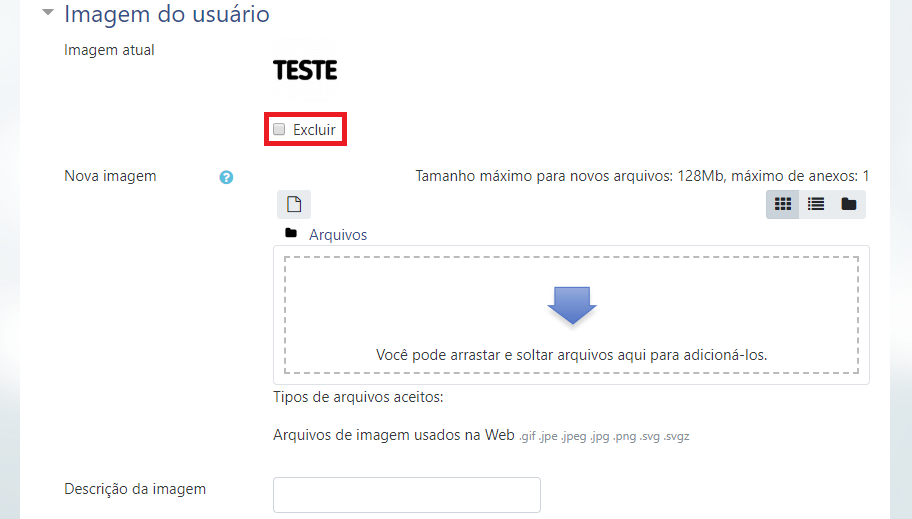 Imagem do usuário
Imagem atual
TESTE
Excluir
Nova imagem ? Tamanho máximo para novos arquivos: 128Mb, máximo de anexos: 1
Arquivos
Você pode arrastar e soltar arquivos aqui para adicioná-los.
Tipos de arquivos aceitos:
Arquivos de imagem usados na Web .gif .jpe .jpeg .jpg .png .svg .svgz
Descrição da imagem